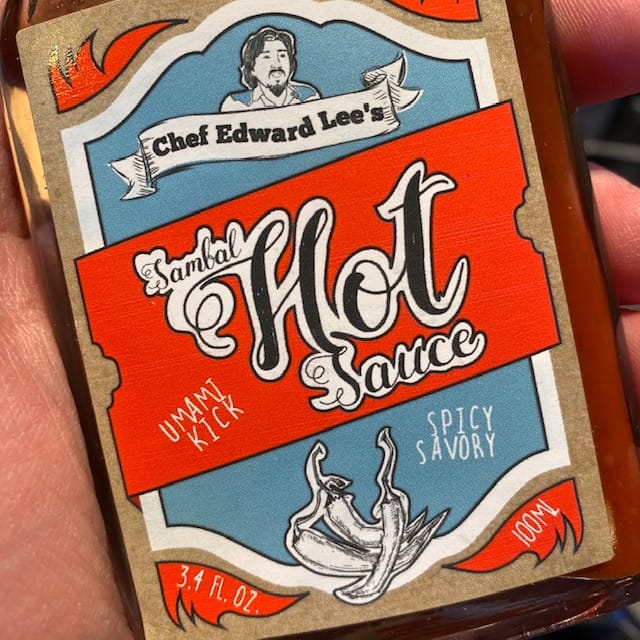 Chef Edward Lee's
Sambal
Hot
Sauce
UMAMI
KICK
SPICY
SAVORY
3.4 FL. OZ.
100ML